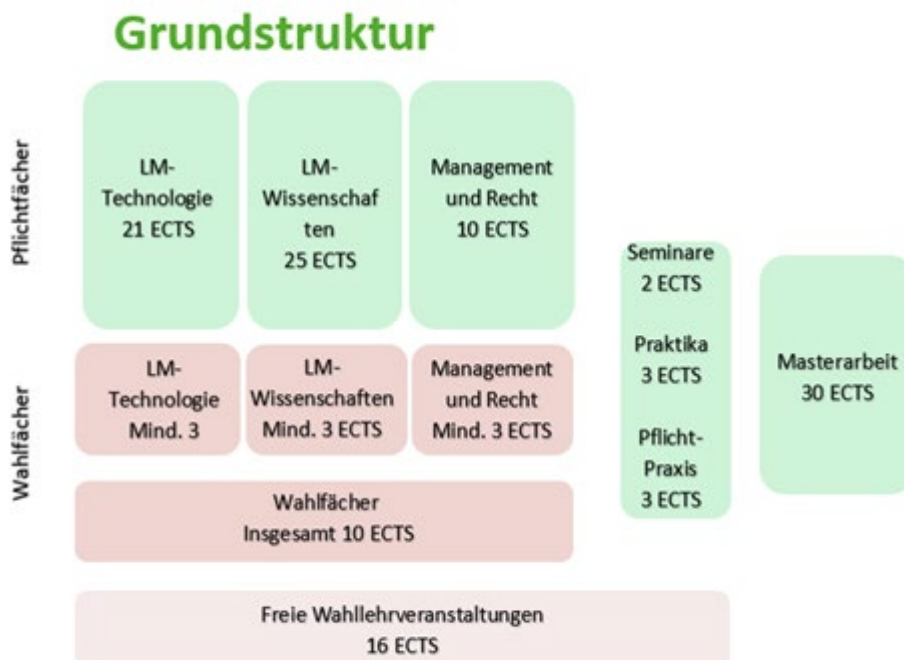 Grundstruktur
Pflichtfächer
LM-
Technologie
21 ECTS
LM-
Wissenschaf
ten
25 ECTS
Management
und Recht
10 ECTS
Seminare
2 ECTS
Praktika
3 ECTS
Pflicht-
Praxis
3 ECTS
Masterarbeit
30 ECTS
Wahlfächer
LM-
Technologie
Mind. 3
LM-
Wissenschaften
Mind. 3 ECTS
Management
und Recht
Mind. 3 ECTS
Wahlfächer
Insgesamt 10 ECTS
Freie Wahllehrveranstaltungen
16 ECTS